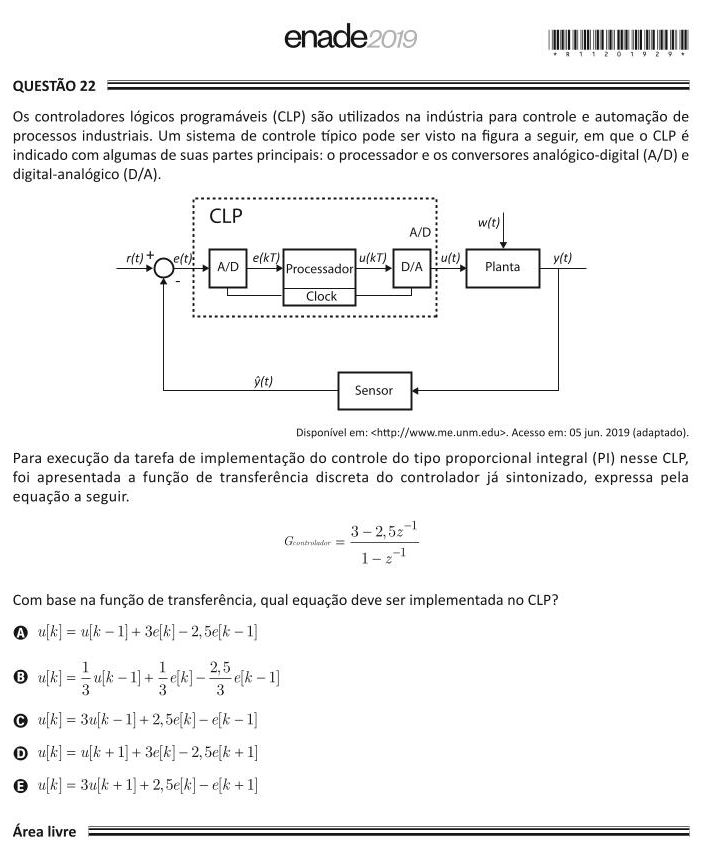 enade2019
* R 1 1 2 0 1 9 2 9 *
QUESTÃO 22
Os controladores lógicos programáveis (CLP) são utilizados na indústria para controle e automação de
processos industriais. Um sistema de controle típico pode ser visto na figura a seguir, em que o CLP é
indicado com algumas de suas partes principais: o processador e os conversores analógico-digital (A/D) e
digital-analógico (D/A).
CLP
A/D
w(t)
r(t) +
e(t)
A/D
e(kT)
Processador
u(kT)
D/A
u(t)
Planta
y(t)
-
Clock
ŷ(t)
Sensor
Disponível em: <http://www.me.unm.edu>. Acesso em: 05 jun. 2019 (adaptado).
Para execução da tarefa de implementação do controle do tipo proporcional integral (PI) nesse CLP,
foi apresentada a função de transferência discreta do controlador já sintonizado, expressa pela
equação a seguir.
G_{controlador} = \frac{3 - 2,5z^{-1}}{1 - z^{-1}}
Com base na função de transferência, qual equação deve ser implementada no CLP?
A u[k] = u[k − 1] + 3e[k] − 2,5e[k − 1]
B u[k] = \frac{1}{3}u[k − 1] + \frac{1}{3}e[k] − \frac{2,5}{3}e[k − 1]
C u[k] = 3u[k − 1] + 2,5e[k] − e[k − 1]
D u[k] = u[k + 1] + 3e[k] − 2,5e[k + 1]
E u[k] = 3u[k + 1] + 2,5e[k] − e[k + 1]
Área livre